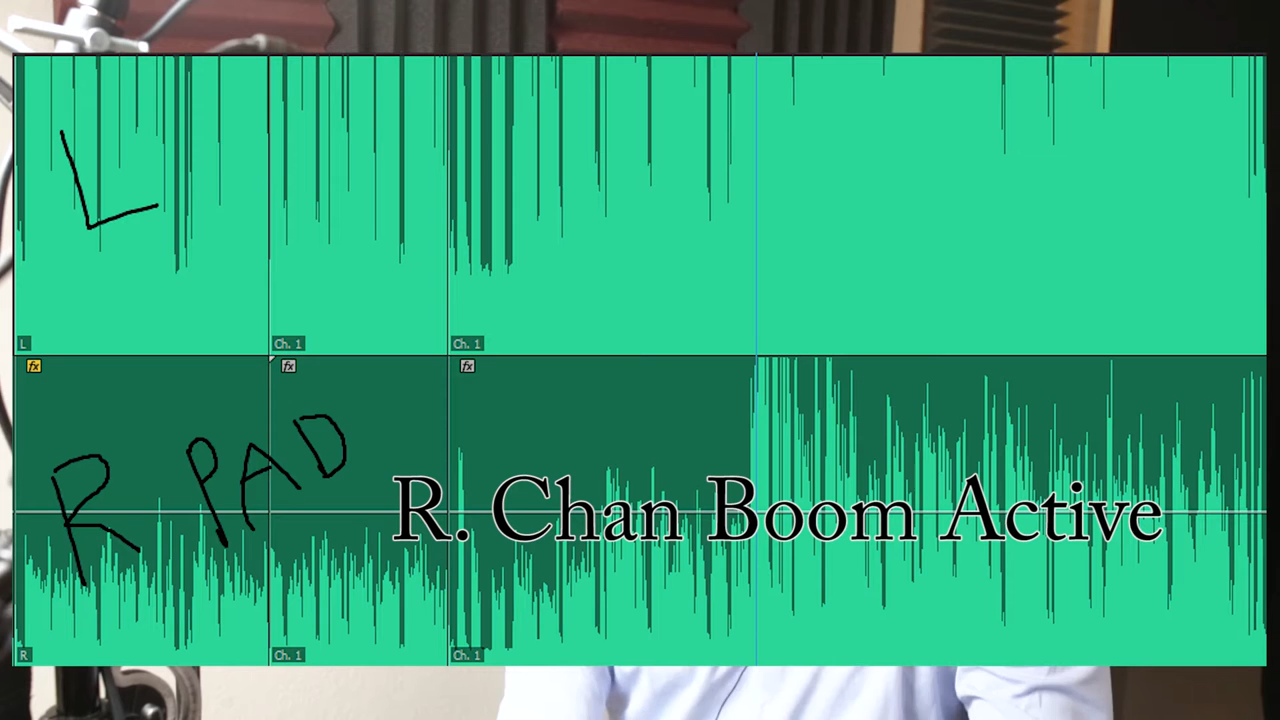 L
L
Ch. 1
Ch. 1
fx
fx
fx
R PAD
R. Chan Boom Active
R
Ch. 1
Ch. 1